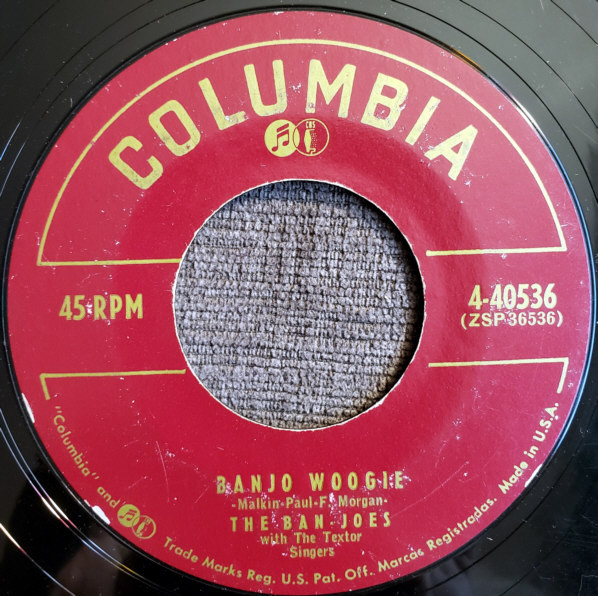 COLUMBIA
CBS
45 RPM
4-40536
(ZSP 36536)
BANJO WOOGIE
-Malkin-Paul-F. Morgan-
THE BAN JOES
with The Textor
Singers
"Columbia" and Trade Marks Reg. U.S. Pat. Off. Marcas Registradas. Made in U.S.A.